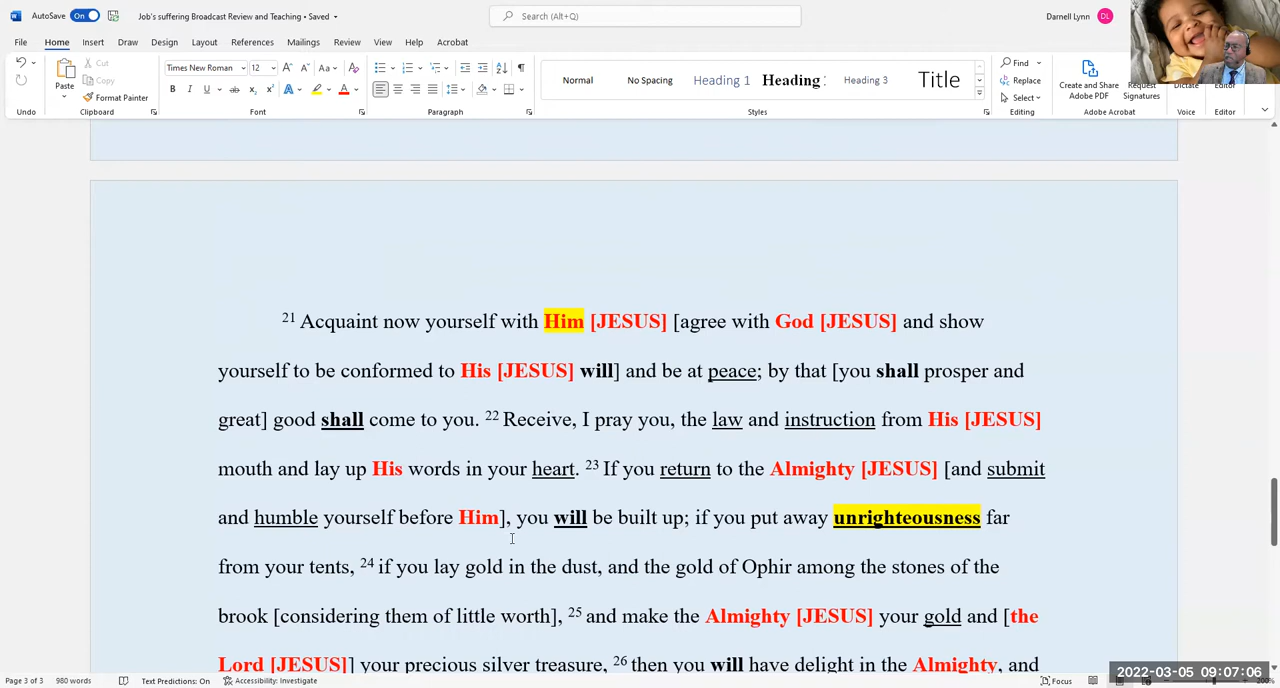 AutoSave On Job's suffering Broadcast Review and Teaching • Saved Search (Alt+Q) Darnell Lynn DL
File Home Insert Draw Design Layout References Mailings Review View Help Acrobat
Paste Cut Copy Format Painter Times New Roman 12 Normal No Spacing Heading 1 Heading Heading 3 Title Find Replace Select Create and Share Adobe PDF Request Signatures Dictate Editor
Undo Clipboard Font Paragraph Styles Editing Adobe Acrobat Voice Editor
21 Acquaint now yourself with Him [JESUS] [agree with God [JESUS] and show
yourself to be conformed to His [JESUS] will] and be at peace; by that [you shall prosper and
great] good shall come to you. 22 Receive, I pray you, the law and instruction from His [JESUS]
mouth and lay up His words in your heart. 23 If you return to the Almighty [JESUS] [and submit
and humble yourself before Him], you will be built up; if you put away unrighteousness far
from your tents, 24 if you lay gold in the dust, and the gold of Ophir among the stones of the
brook [considering them of little worth], 25 and make the Almighty [JESUS] your gold and [the
Lord [JESUS]] your precious silver treasure, 26 then you will have delight in the Almighty, and
Page 3 of 3 980 words Text Predictions: On Accessibility: Investigate Focus 200%
2022-03-05 09:07:06